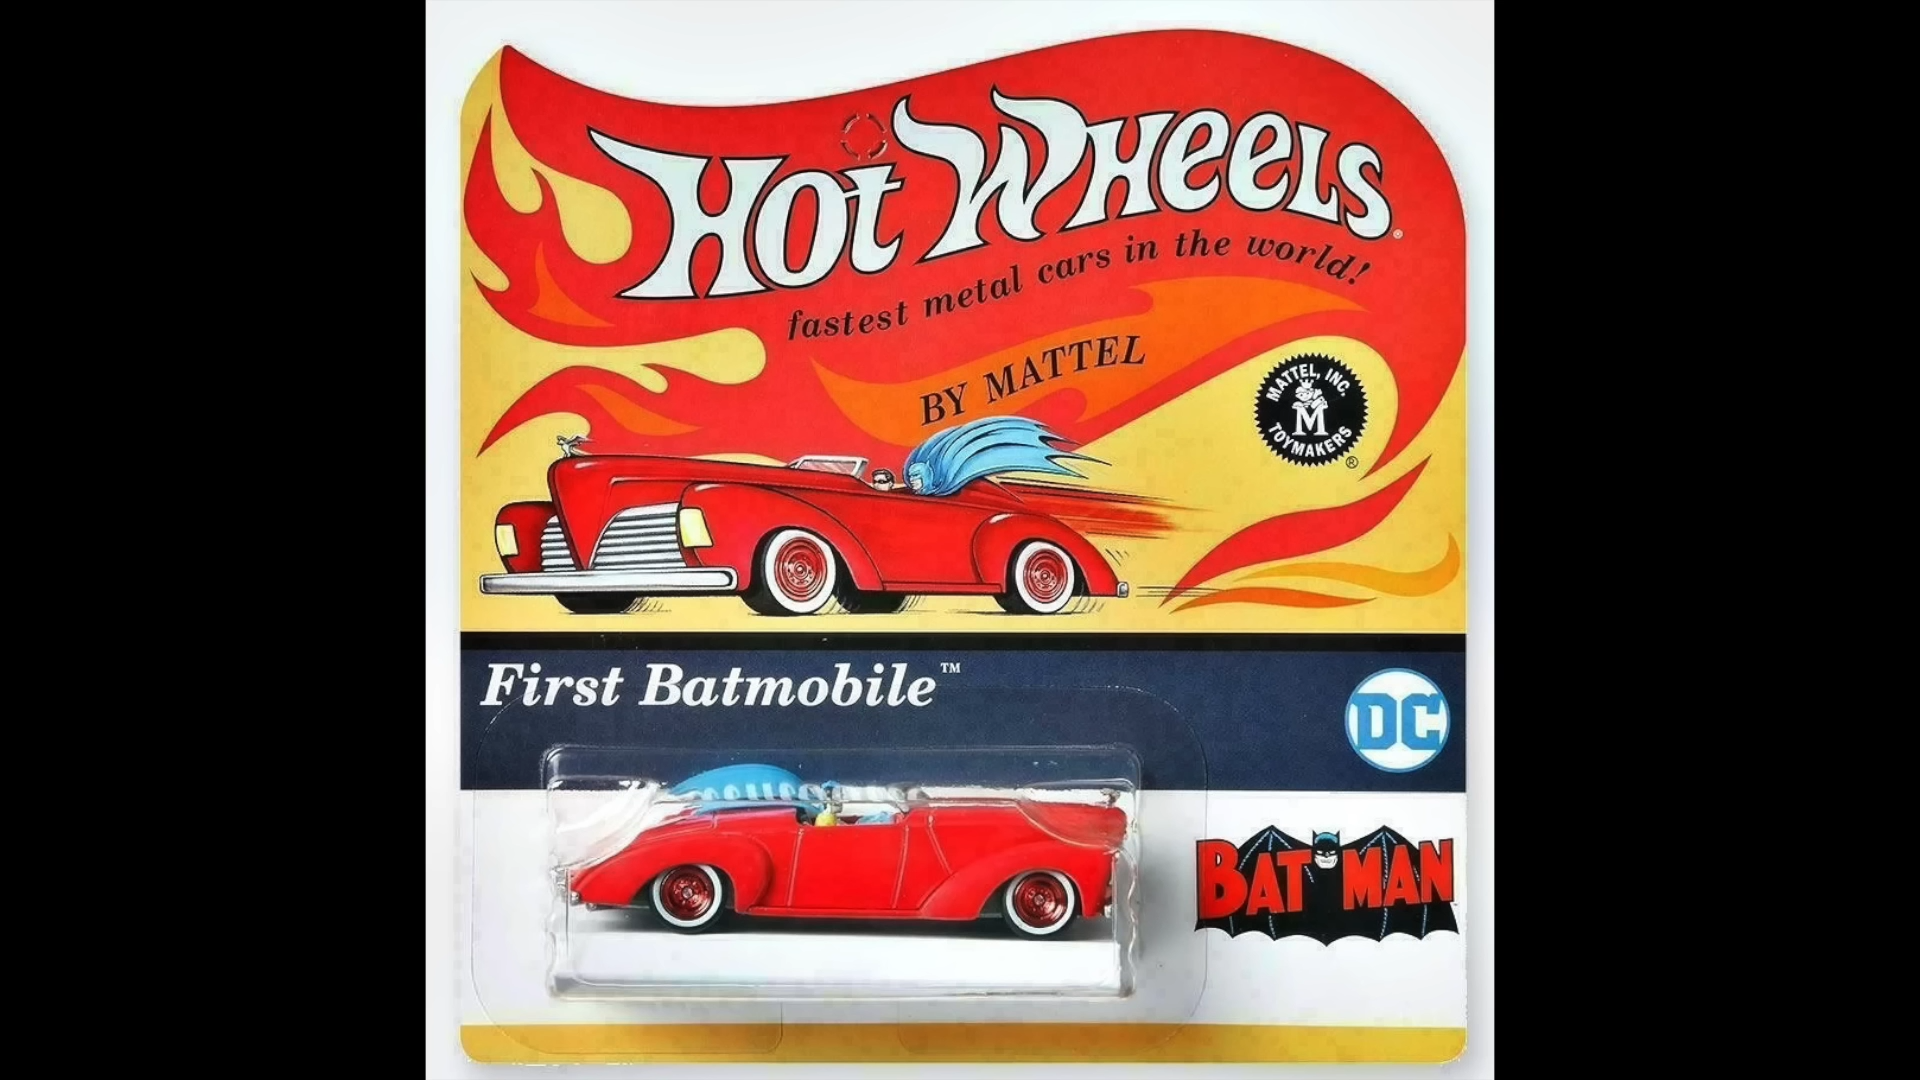 Hot Wheels®
fastest metal cars in the world!
BY MATTEL
MATTEL, INC.
M
TOYMAKERS
®
First Batmobile™
DC
BATMAN